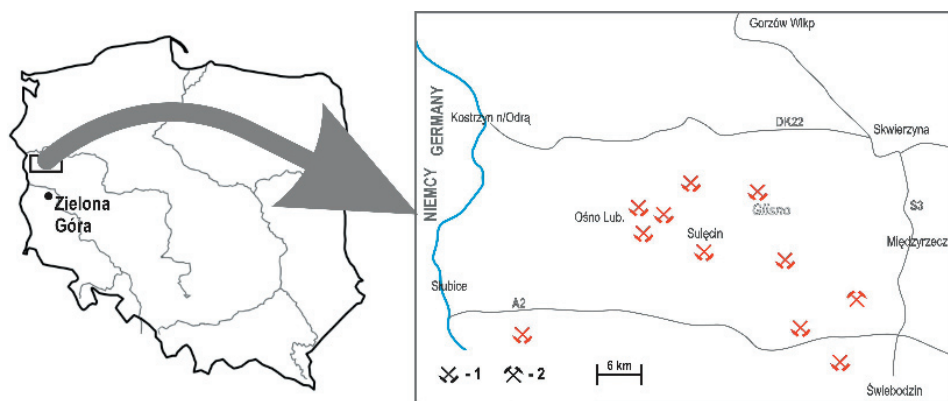 Zielona
Góra
Gorzów Wlkp
NIEMCY GERMANY
Kostrzyn n/Odrą
DK22
Skwierzyna
Ośno Lub.
Glisno
S3
Sulęcin
Międzyrzecz
Słubice
A2
- 1
- 2
6 km
Świebodzin